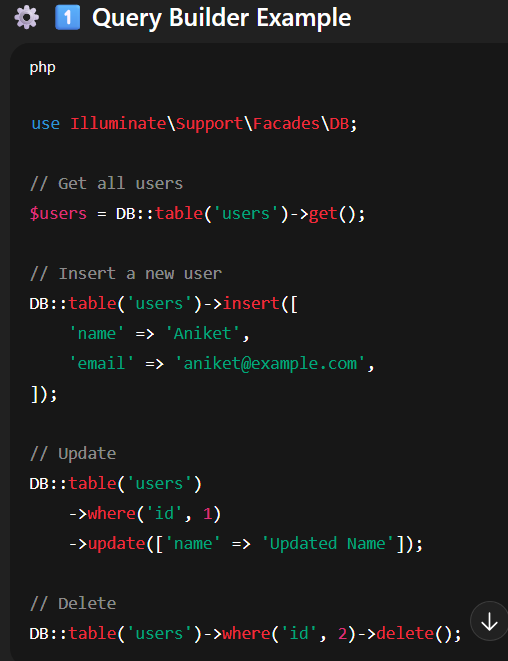 ⚙️ 1️⃣ Query Builder Example
php
use Illuminate\Support\Facades\DB;
// Get all users
$users = DB::table('users')->get();
// Insert a new user
DB::table('users')->insert([
    'name' => 'Aniket',
    'email' => 'aniket@example.com',
]);
// Update
DB::table('users')
    ->where('id', 1)
    ->update(['name' => 'Updated Name']);
// Delete
DB::table('users')->where('id', 2)->delete();